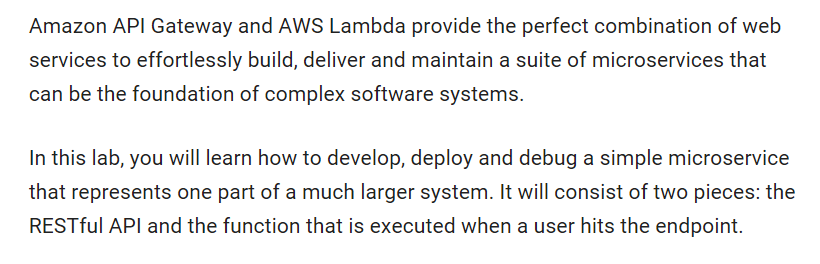 Amazon API Gateway and AWS Lambda provide the perfect combination of web
services to effortlessly build, deliver and maintain a suite of microservices that
can be the foundation of complex software systems.
In this lab, you will learn how to develop, deploy and debug a simple microservice
that represents one part of a much larger system. It will consist of two pieces: the
RESTful API and the function that is executed when a user hits the endpoint.